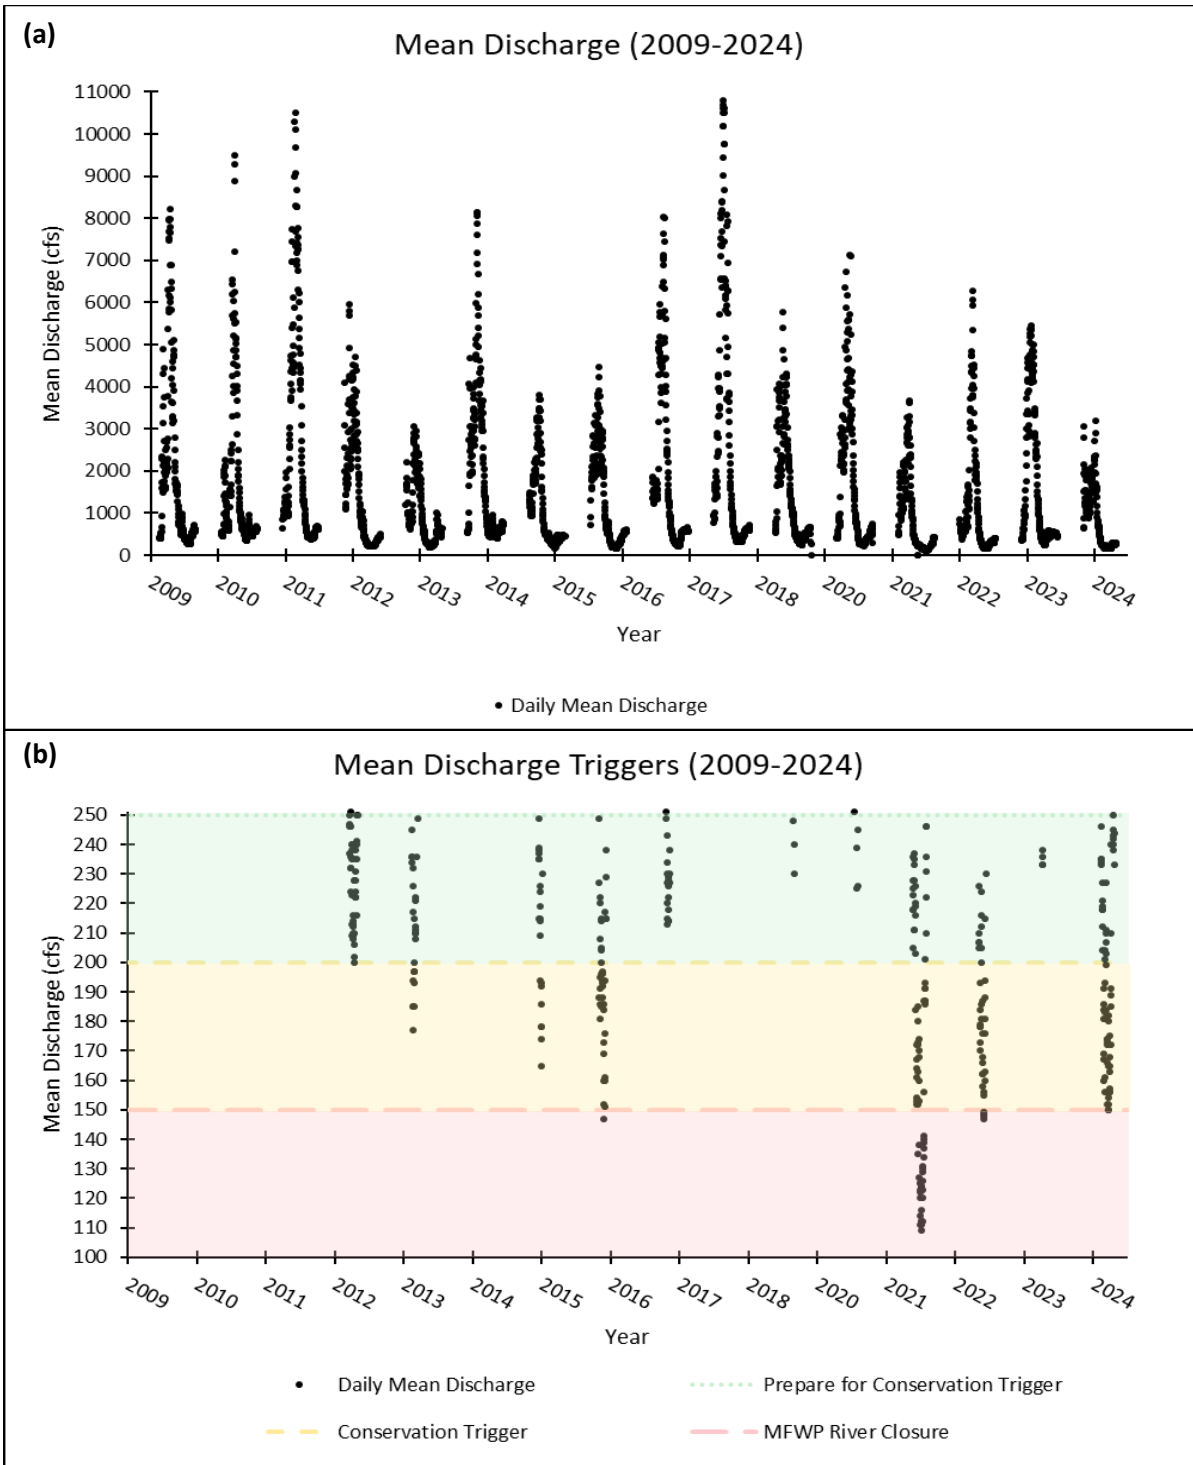 (a)
Mean Discharge (2009-2024)
Mean Discharge (cfs)
11000
10000
9000
8000
7000
6000
5000
4000
3000
2000
1000
0
2009 2010 2011 2012 2013 2014 2015 2016 2017 2018 2020 2021 2022 2023 2024
Year
Daily Mean Discharge
(b)
Mean Discharge Triggers (2009-2024)
Mean Discharge (cfs)
250
240
230
220
210
200
190
180
170
160
150
140
130
120
110
100
2009 2010 2011 2012 2013 2014 2015 2016 2017 2018 2020 2021 2022 2023 2024
Year
Daily Mean Discharge Prepare for Conservation Trigger
Conservation Trigger MFWP River Closure